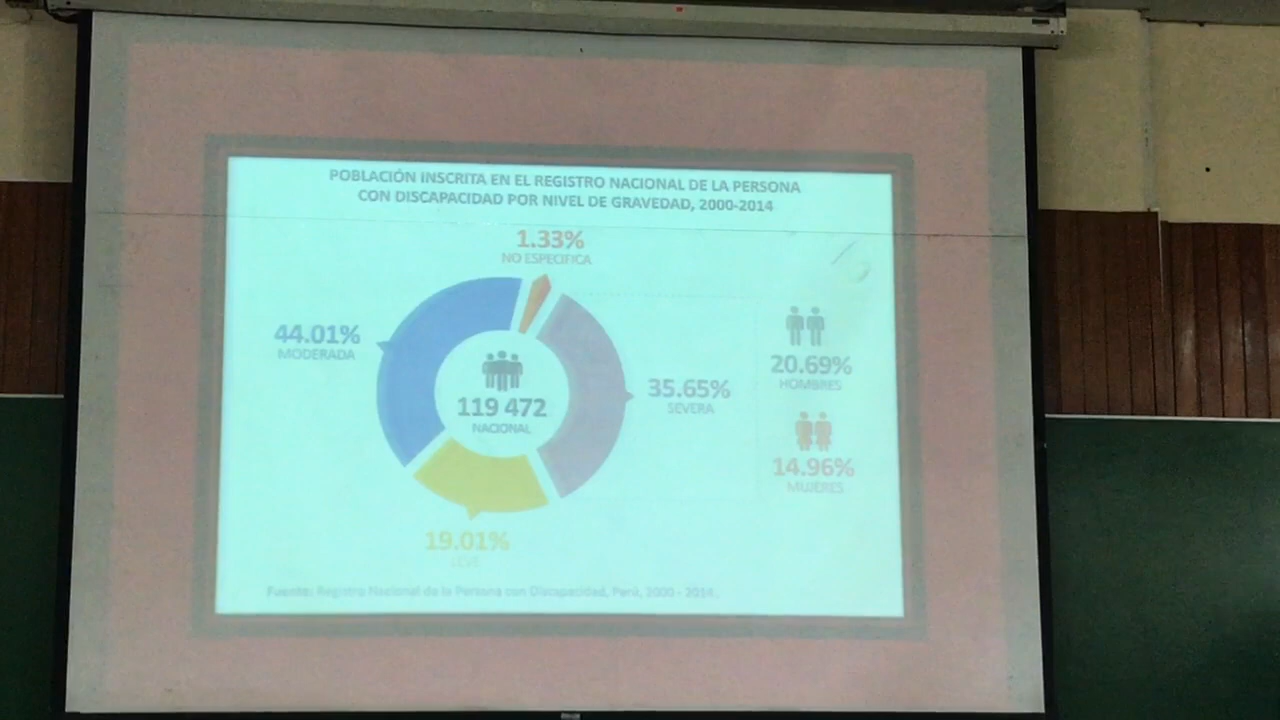 POBLACIÓN INSCRITA EN EL REGISTRO NACIONAL DE LA PERSONA
CON DISCAPACIDAD POR NIVEL DE GRAVEDAD, 2000-2014
1.33%
NO ESPECIFICA
44.01%
MODERADA
119 472
NACIONAL
35.65%
SEVERA
20.69%
HOMBRES
14.96%
MUJERES
19.01%
LEVE
Fuente: Registro Nacional de la Persona con Discapacidad, Perú, 2000 - 2014.